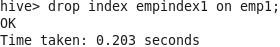 hive> drop index empindex1 on emp1;
OK
Time taken: 0.203 seconds